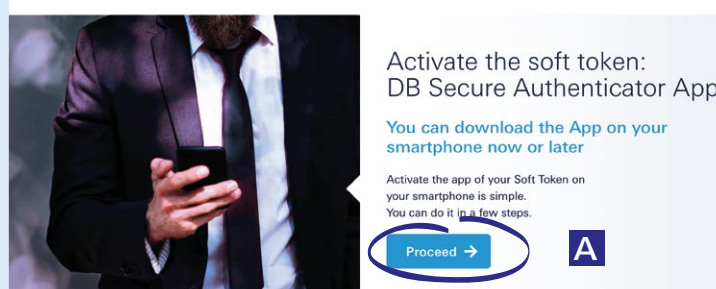 Activate the soft token:
DB Secure Authenticator App
You can download the App on your
smartphone now or later
Activate the app of your Soft Token on
your smartphone is simple.
You can do it in a few steps.
Proceed →
A